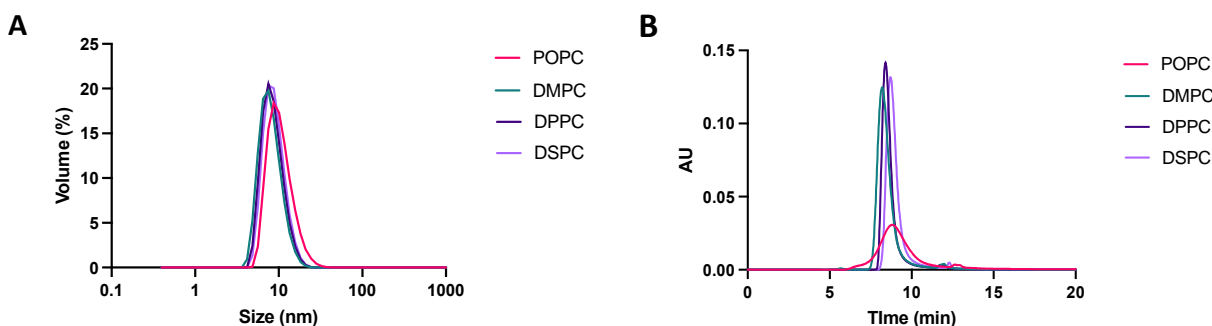 A
Volume (%)
25
20
15
10
5
0
0.1 1 10 100 1000
Size (nm)
POPC
DMPC
DPPC
DSPC
B
AU
0.15
0.10
0.05
0.00
0 5 10 15 20
TIme (min)
POPC
DMPC
DPPC
DSPC